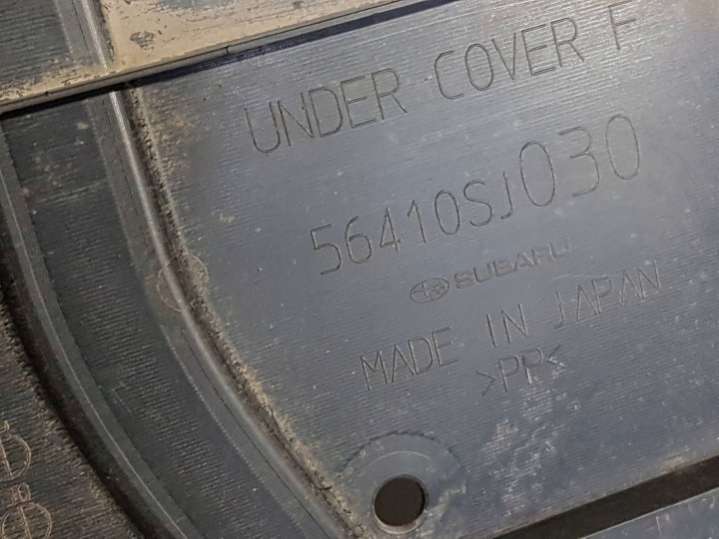 UNDER COVER F
56410SJ030
SUBARU
MADE IN JAPAN
>PP<